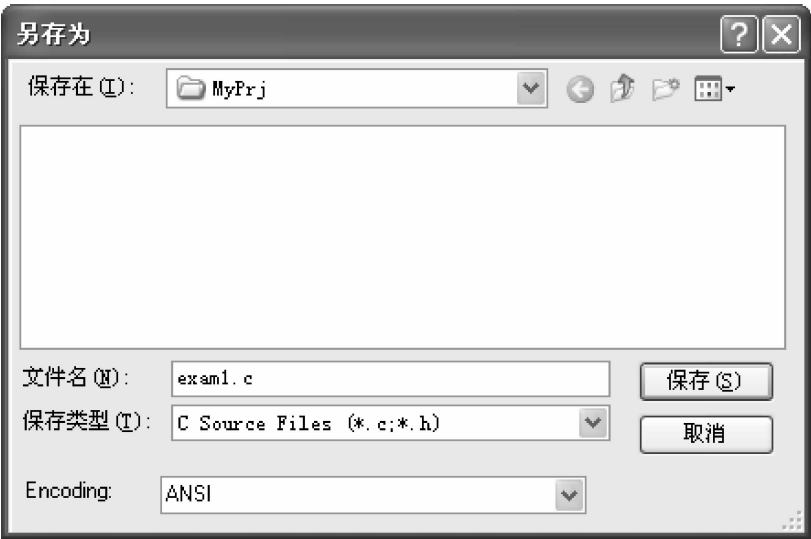 另存为
保存在(I): MyPrj
文件名(N): exam1.c 保存(S)
保存类型(T): C Source Files (*.c;*.h) 取消
Encoding: ANSI